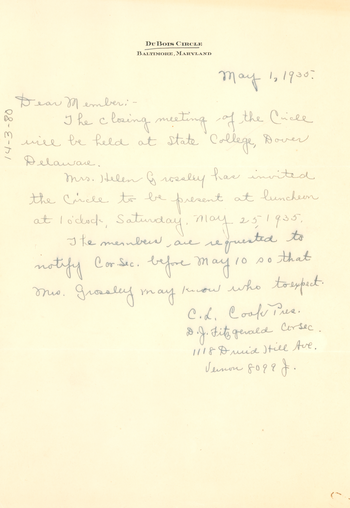 DuBois Circle
Baltimore, Maryland
May 1, 1935.
Dear Member:-
The closing meeting of the Circle
will be held at State College, Dover
Delaware.
Mrs. Helen Grossley has invited
the Circle to be present at luncheon
at 1 o'clock, Saturday, May 25 1935.
The members are requested to
notify Cor Sec. before May 10 so that
Mrs. Grossley may know who to expect.
C. L. Cook Pres.
D. J. Fitzgerald Cor Sec.
1118 Druid Hill Ave.
Vernon 8099 J.
14-3-80